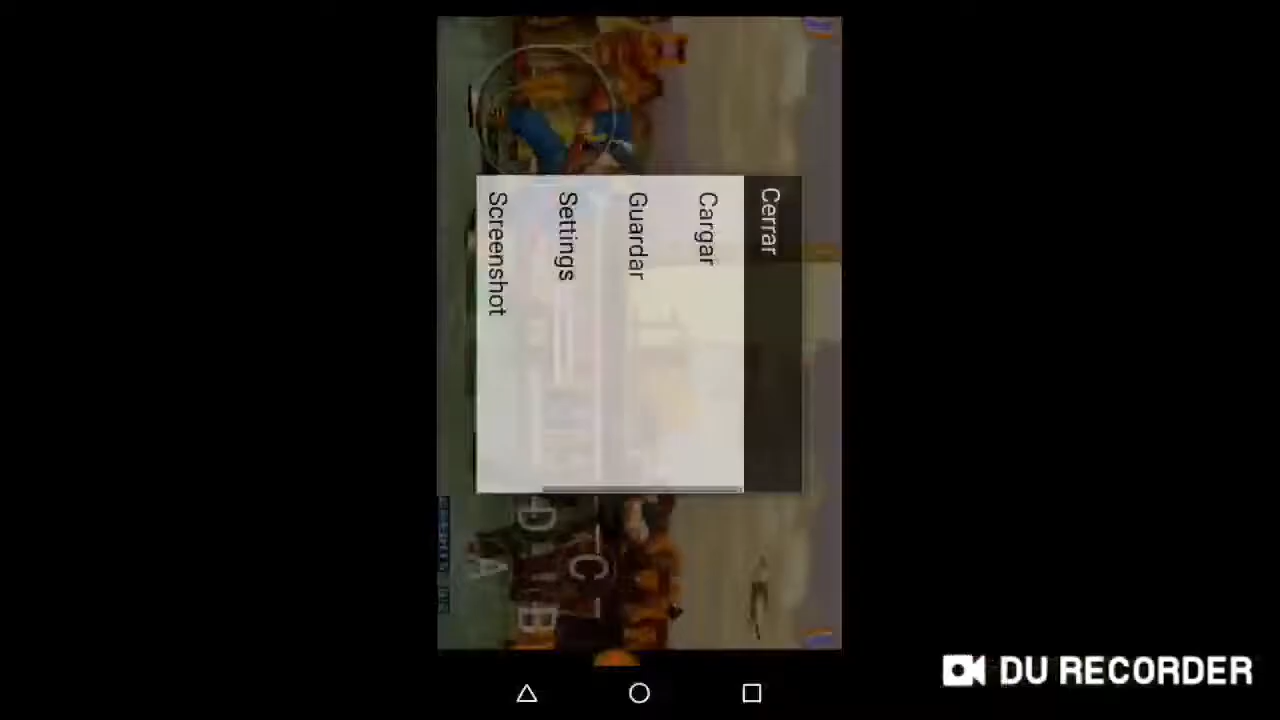 Cerrar
Cargar
Guardar
Settings
Screenshot
D
C
A
B
DU RECORDER